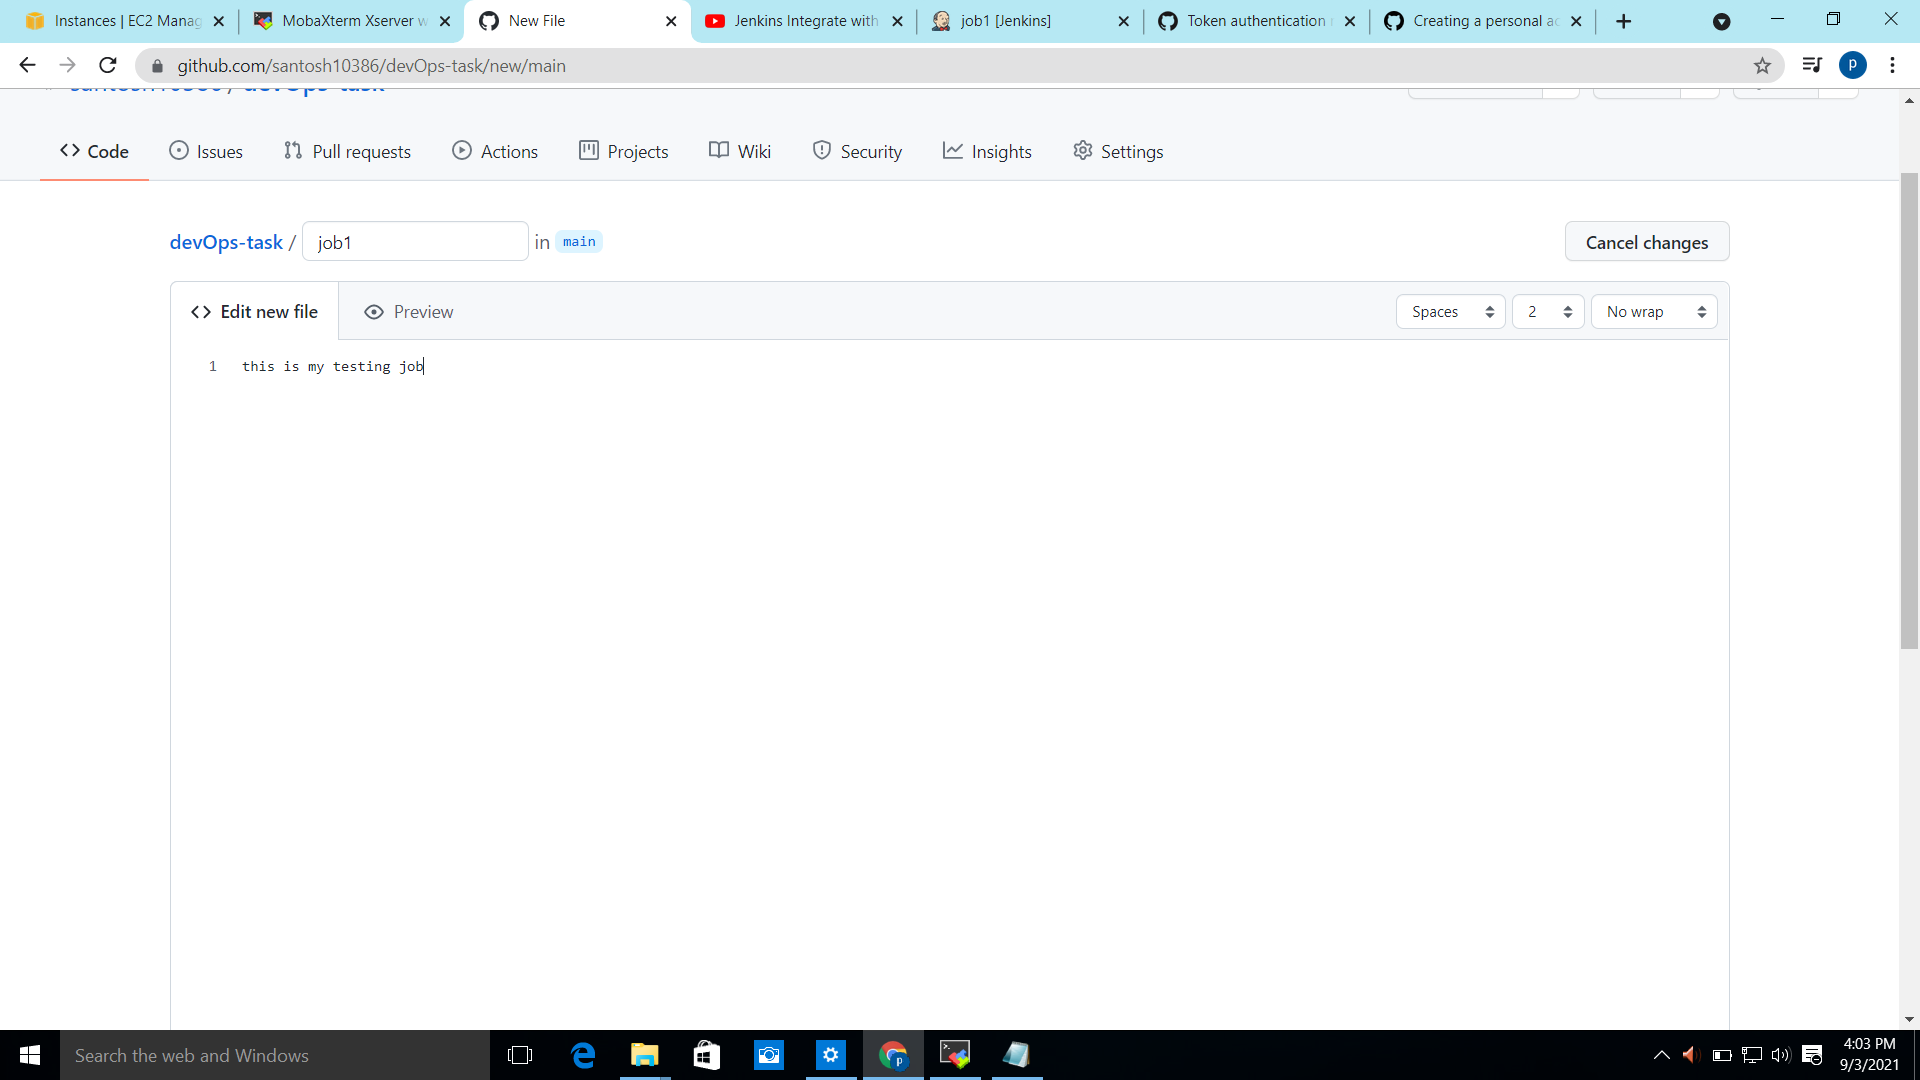 Instances | EC2 Manag
MobaXterm Xserver w
New File
Jenkins Integrate with
job1 [Jenkins]
Token authentication r
Creating a personal ac
github.com/santosh10386/devOps-task/new/main
P
santosh10386 / devOps-task
Code
Issues
Pull requests
Actions
Projects
Wiki
Security
Insights
Settings
devOps-task / job1 in main
Cancel changes
Edit new file
Preview
Spaces
2
No wrap
1 this is my testing job
Search the web and Windows
p
4:03 PM
9/3/2021